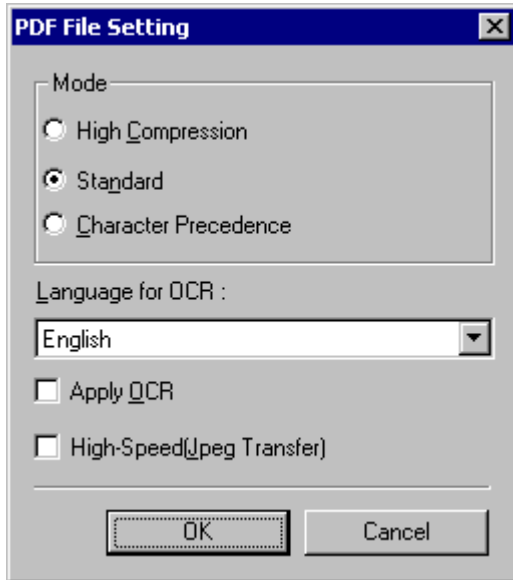 PDF File Setting
Mode
High Compression
Standard
Character Precedence
Language for OCR :
English
Apply OCR
High-Speed(Jpeg Transfer)
OK
Cancel